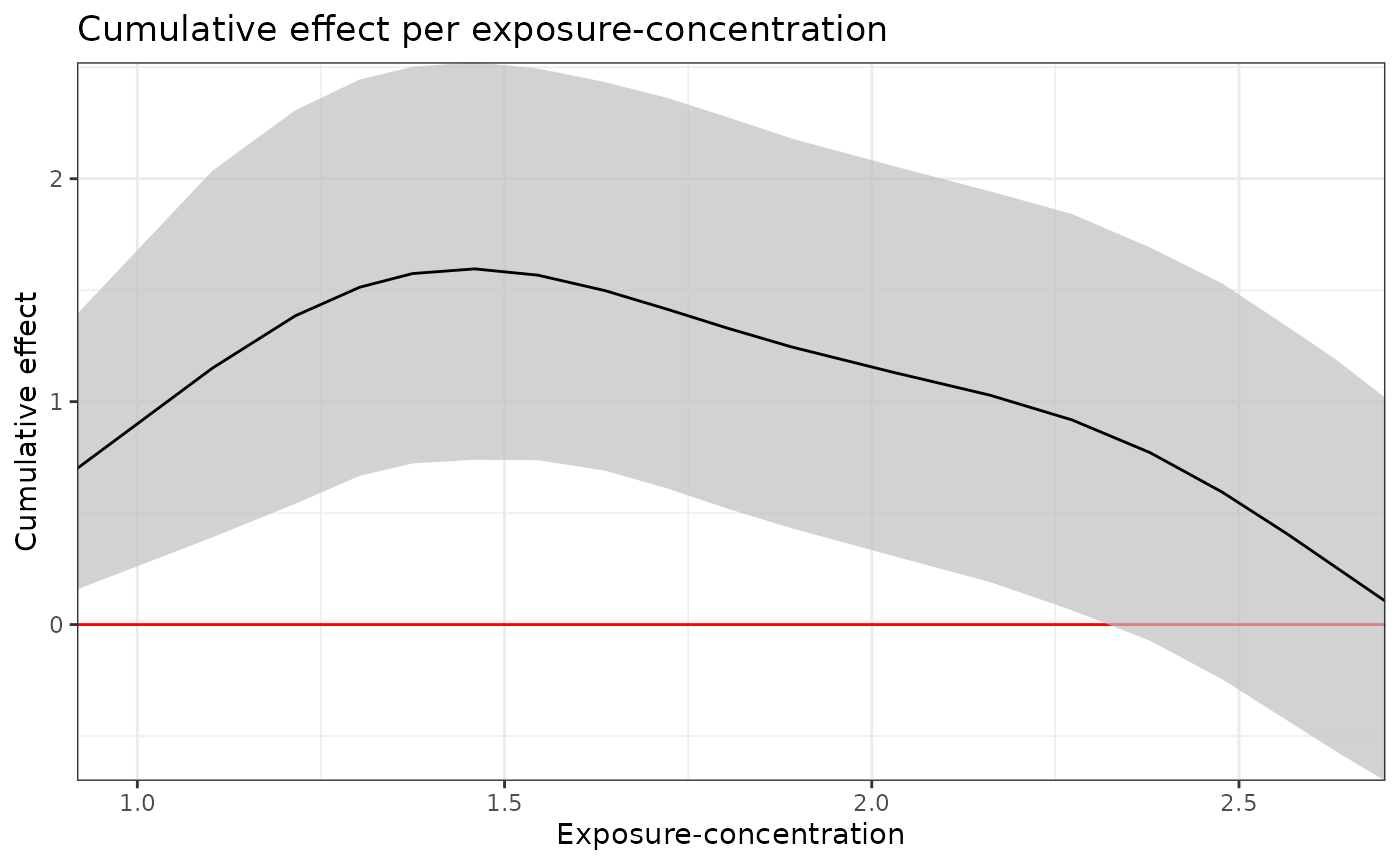 Cumulative effect per exposure-concentration
Cumulative effect
2
1
0
1.0 1.5 2.0 2.5
Exposure-concentration